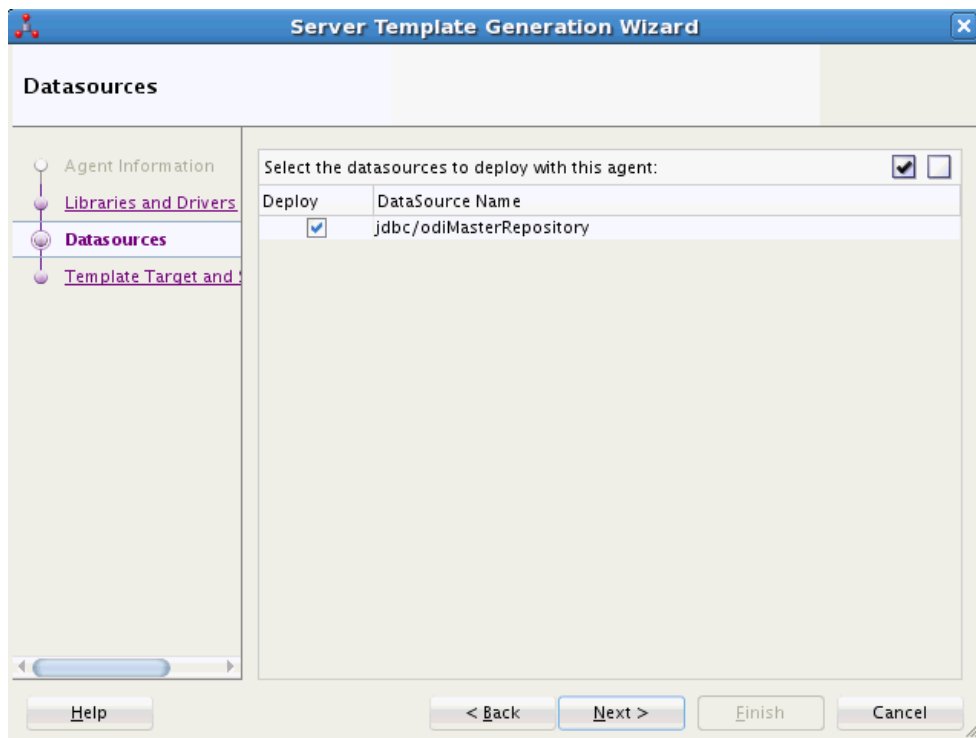 Server Template Generation Wizard
Datasources
Agent Information
Libraries and Drivers
Datasources
Template Target and
Select the datasources to deploy with this agent:
Deploy DataSource Name
jdbc/odiMasterRepository
Help < Back Next > Finish Cancel